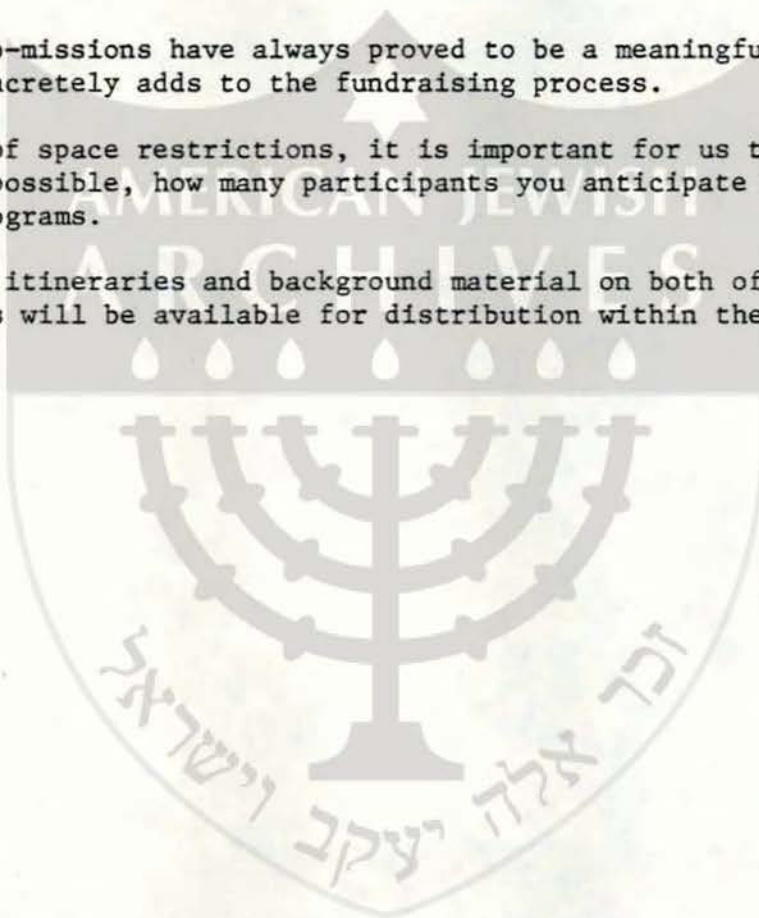 -missions have always proved to be a meaningfu
cretely adds to the fundraising process.
of space restrictions, it is important for us t
possible, how many participants you anticipate
grams.
itineraries and background material on both of
will be available for distribution within the
AMERICAN JEWISH
ARCHIVES
זכר אלה יעקב וישראל